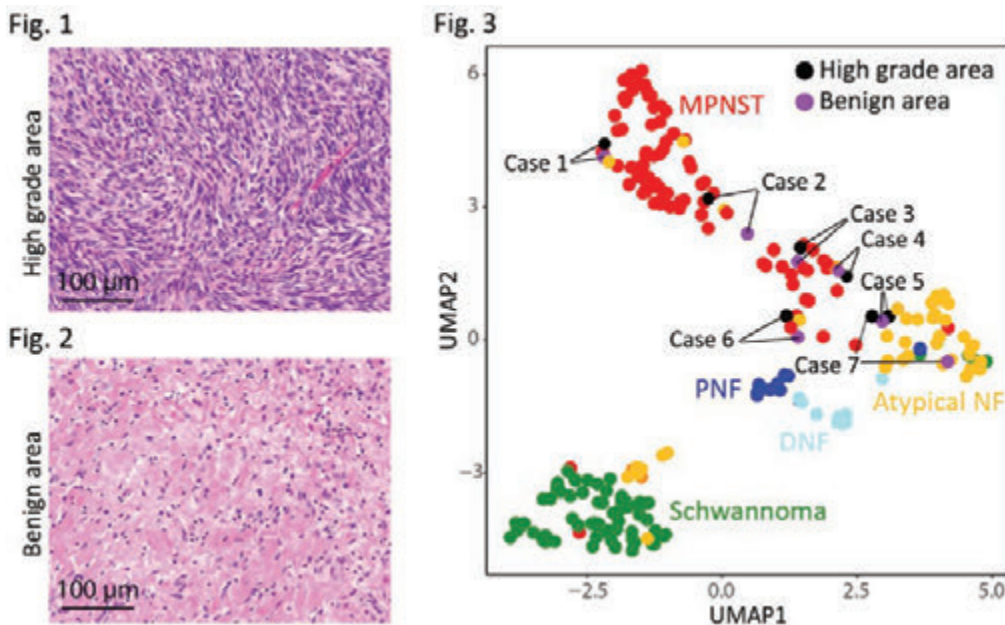 Fig. 1
High grade area
100 µm
Fig. 2
Benign area
100 µm
Fig. 3
High grade area
Benign area
MPNST
Case 1
Case 2
Case 3
Case 4
Case 5
Case 6
Case 7
PNF
DNF
Atypical NF
Schwannoma
6
3
0
−3
UMAP2
−2.5
0.0
2.5
5.0
UMAP1